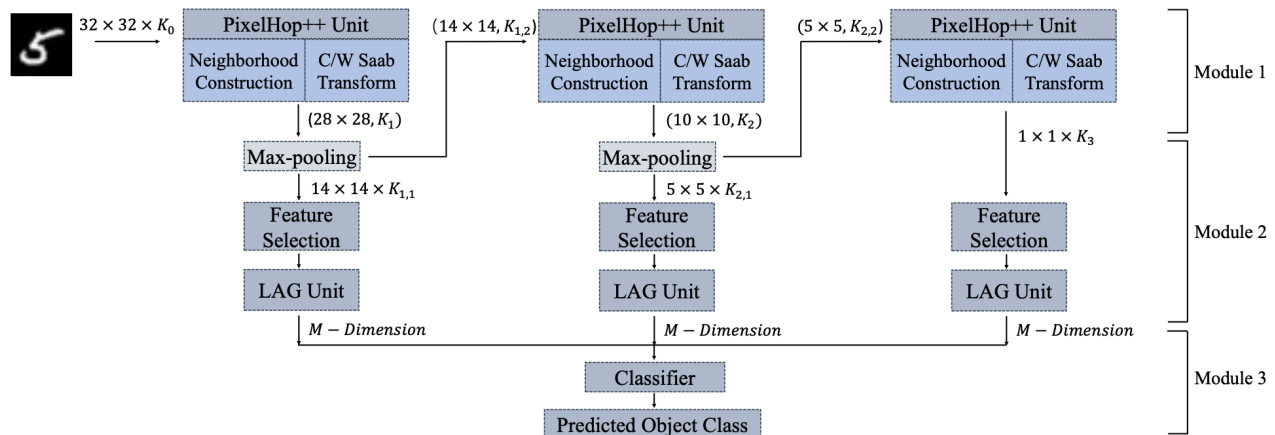 32 × 32 × K₀
PixelHop++ Unit
Neighborhood Construction
C/W Saab Transform
(14 × 14, K₁,₂)
PixelHop++ Unit
Neighborhood Construction
C/W Saab Transform
(5 × 5, K₂,₂)
PixelHop++ Unit
Neighborhood Construction
C/W Saab Transform
Module 1
(28 × 28, K₁)
(10 × 10, K₂)
1 × 1 × K₃
Max-pooling
Max-pooling
14 × 14 × K₁,₁
5 × 5 × K₂,₁
Feature Selection
Feature Selection
Feature Selection
Module 2
LAG Unit
LAG Unit
LAG Unit
M − Dimension
M − Dimension
M − Dimension
Classifier
Module 3
Predicted Object Class
5